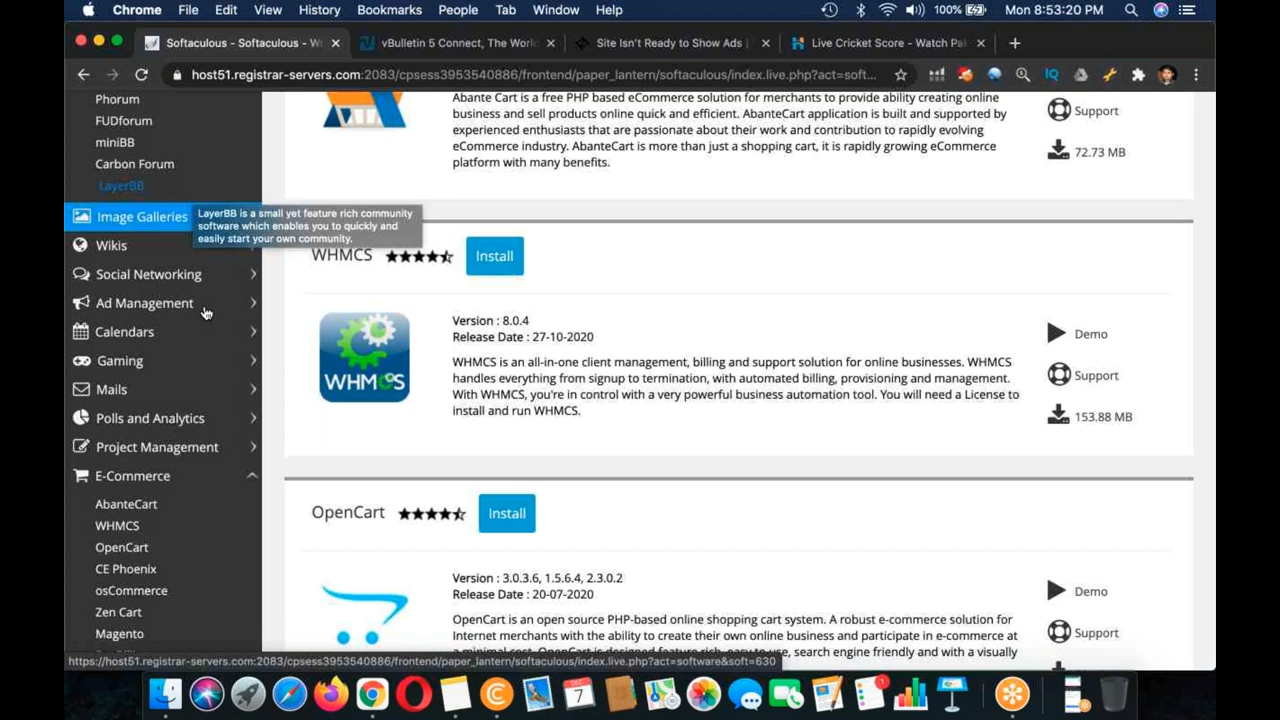 Chrome File Edit View History Bookmarks People Tab Window Help 100% Mon 8:53:20 PM
Softaculous - Softaculous - W vBulletin 5 Connect, The World Site Isn't Ready to Show Ads | Live Cricket Score - Watch Pak
host51.registrar-servers.com:2083/cpsess3953540886/frontend/paper_lantern/softaculous/index.live.php?act=soft...
IQ
Phorum
FUDforum
miniBB
Carbon Forum
LayerBB
Image Galleries
LayerBB is a small yet feature rich community
software which enables you to quickly and
easily start your own community.
Wikis
Social Networking
Ad Management
Calendars
Gaming
Mails
Polls and Analytics
Project Management
E-Commerce
AbanteCart
WHMCS
OpenCart
CE Phoenix
osCommerce
Zen Cart
Magento
Abante Cart is a free PHP based eCommerce solution for merchants to provide ability creating online
business and sell products online quick and efficient. AbanteCart application is built and supported by
experienced enthusiasts that are passionate about their work and contribution to rapidly evolving
eCommerce industry. AbanteCart is more than just a shopping cart, it is rapidly growing eCommerce
platform with many benefits.
Support
72.73 MB
WHMCS Install
WHMCS
Version : 8.0.4
Release Date : 27-10-2020
WHMCS is an all-in-one client management, billing and support solution for online businesses. WHMCS
handles everything from signup to termination, with automated billing, provisioning and management.
With WHMCS, you're in control with a very powerful business automation tool. You will need a License to
install and run WHMCS.
Demo
Support
153.88 MB
OpenCart Install
Version : 3.0.3.6, 1.5.6.4, 2.3.0.2
Release Date : 20-07-2020
OpenCart is an open source PHP-based online shopping cart system. A robust e-commerce solution for
Internet merchants with the ability to create their own online business and participate in e-commerce at
search engine friendly and with a visually
Demo
Support
https://host51.registrar-servers.com:2083/cpsess3953540886/frontend/paper_lantern/softaculous/index.live.php?act=software&soft=630
7
1